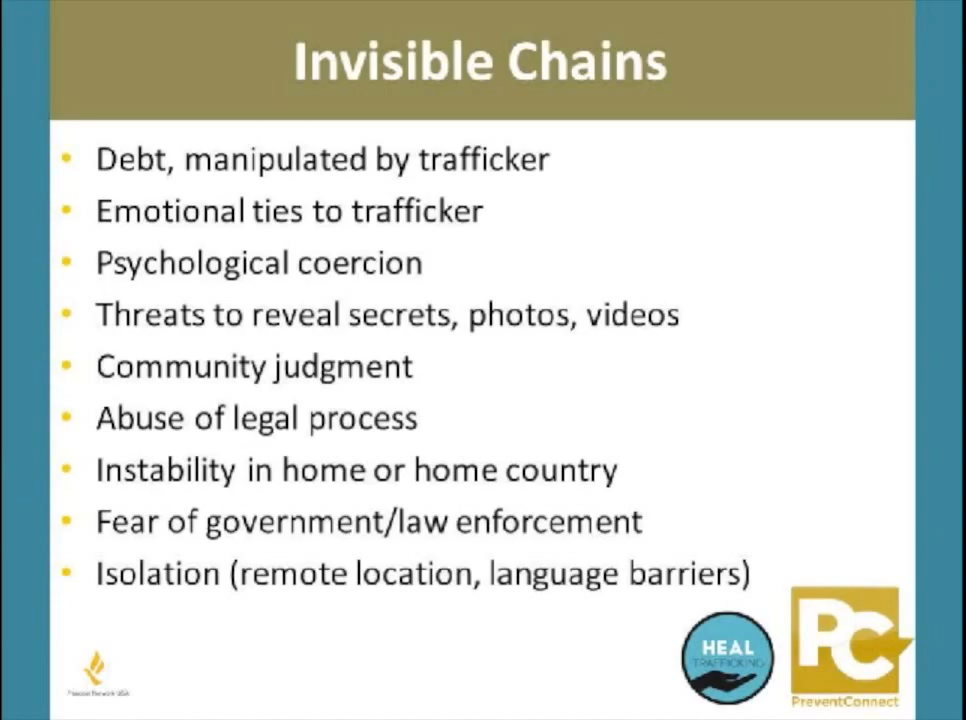 Invisible Chains
• Debt, manipulated by trafficker
• Emotional ties to trafficker
• Psychological coercion
• Threats to reveal secrets, photos, videos
• Community judgment
• Abuse of legal process
• Instability in home or home country
• Fear of government/law enforcement
• Isolation (remote location, language barriers)
HEAL
TRAFFICKING
PC
PreventConnect
Network USA